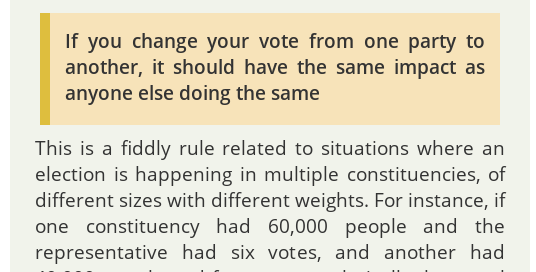 If you change your vote from one party to
another, it should have the same impact as
anyone else doing the same
This is a fiddly rule related to situations where an
election is happening in multiple constituencies, of
different sizes with different weights. For instance, if
one constituency had 60,000 people and the
representative had six votes, and another had